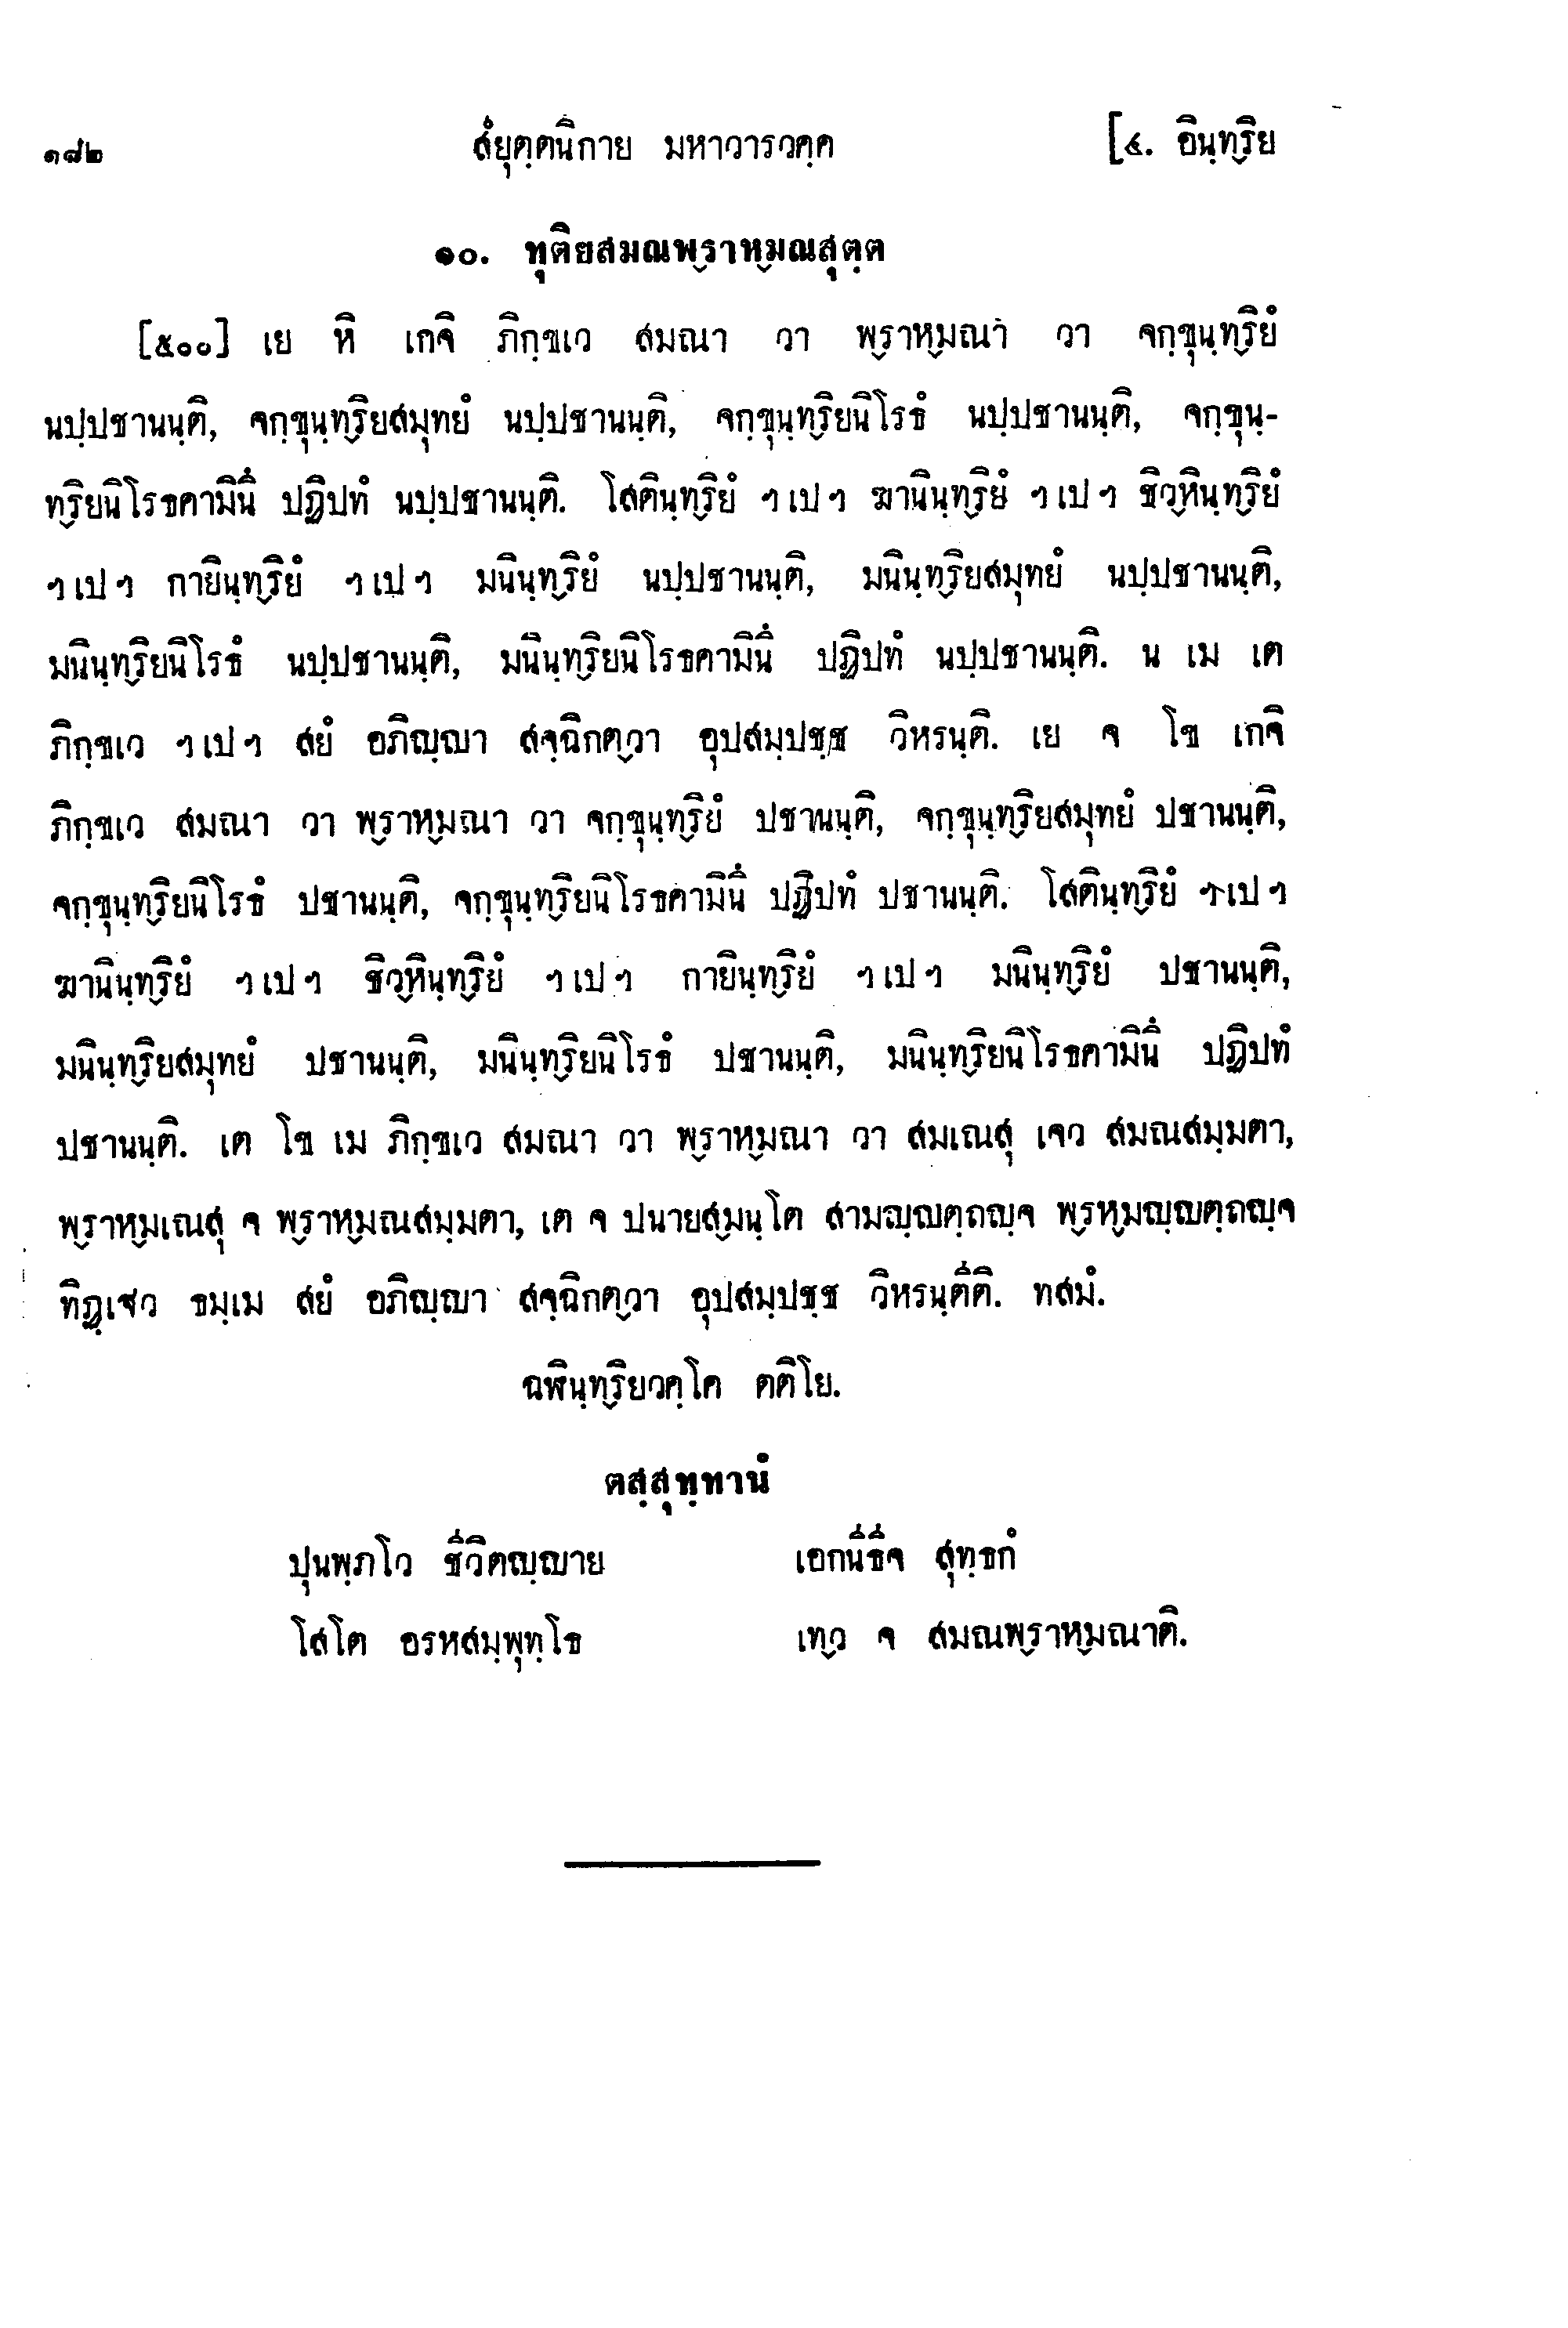 ๑๘๒ สํยุตฺตนิกาย มหาวารวคฺค [๔. อินฺทฺริย
๑๐. ทุติยสมณพฺราหฺมณสุตฺต
[๕๐๐] เย หิ เกจิ ภิกฺขเว สมณา วา พฺราหฺมณา วา จกฺขุนฺทฺริยํ
นปฺปชานนฺติ, จกฺขุนฺทฺริยสมุทยํ นปฺปชานนฺติ, จกฺขุนฺทฺริยนิโรธํ นปฺปชานนฺติ, จกฺขุนฺ-
ทฺริยนิโรธคามินึ ปฏิปทํ นปฺปชานนฺติ. โสตินฺทฺริยํ ฯเปฯ ฆานินฺทฺริยํ ฯเปฯ ชิวฺหินฺทฺริยํ
ฯเปฯ กายินฺทฺริยํ ฯเปฯ มนินฺทฺริยํ นปฺปชานนฺติ, มนินฺทฺริยสมุทยํ นปฺปชานนฺติ,
มนินฺทฺริยนิโรธํ นปฺปชานนฺติ, มนินฺทฺริยนิโรธคามินึ ปฏิปทํ นปฺปชานนฺติ. น เม เต
ภิกฺขเว ฯเปฯ สยํ อภิญฺญา สจฺฉิกตฺวา อุปสมฺปชฺช วิหรนฺติ. เย จ โข เกจิ
ภิกฺขเว สมณา วา พฺราหฺมณา วา จกฺขุนฺทฺริยํ ปชานนฺติ, จกฺขุนฺทฺริยสมุทยํ ปชานนฺติ,
จกฺขุนฺทฺริยนิโรธํ ปชานนฺติ, จกฺขุนฺทฺริยนิโรธคามินึ ปฏิปทํ ปชานนฺติ. โสตินฺทฺริยํ ฯเปฯ
ฆานินฺทฺริยํ ฯเปฯ ชิวฺหินฺทฺริยํ ฯเปฯ กายินฺทฺริยํ ฯเปฯ มนินฺทฺริยํ ปชานนฺติ,
มนินฺทฺริยสมุทยํ ปชานนฺติ, มนินฺทฺริยนิโรธํ ปชานนฺติ, มนินฺทฺริยนิโรธคามินึ ปฏิปทํ
ปชานนฺติ. เต โข เม ภิกฺขเว สมณา วา พฺราหฺมณา วา สมเณสุ เจว สมณสมฺมตา,
พฺราหฺมเณสุ จ พฺราหฺมณสมฺมตา, เต จ ปนายสฺมนฺโต สามญฺญตฺถญฺจ พฺรหฺมญฺญตฺถญฺจ
ทิฏฺเฐว ธมฺเม สยํ อภิญฺญา สจฺฉิกตฺวา อุปสมฺปชฺช วิหรนฺตีติ. ทสมํ.
ฉฬินฺทฺริยวคฺโค ตติโย.
ตสฺสุทฺทานํ
ปุนพฺภโว ชีวิตญฺญาย เอกพีชีจ สุทฺธกํ
โสโต อรหสมฺพุทฺโธ เทฺว จ สมณพฺราหฺมณาติ.